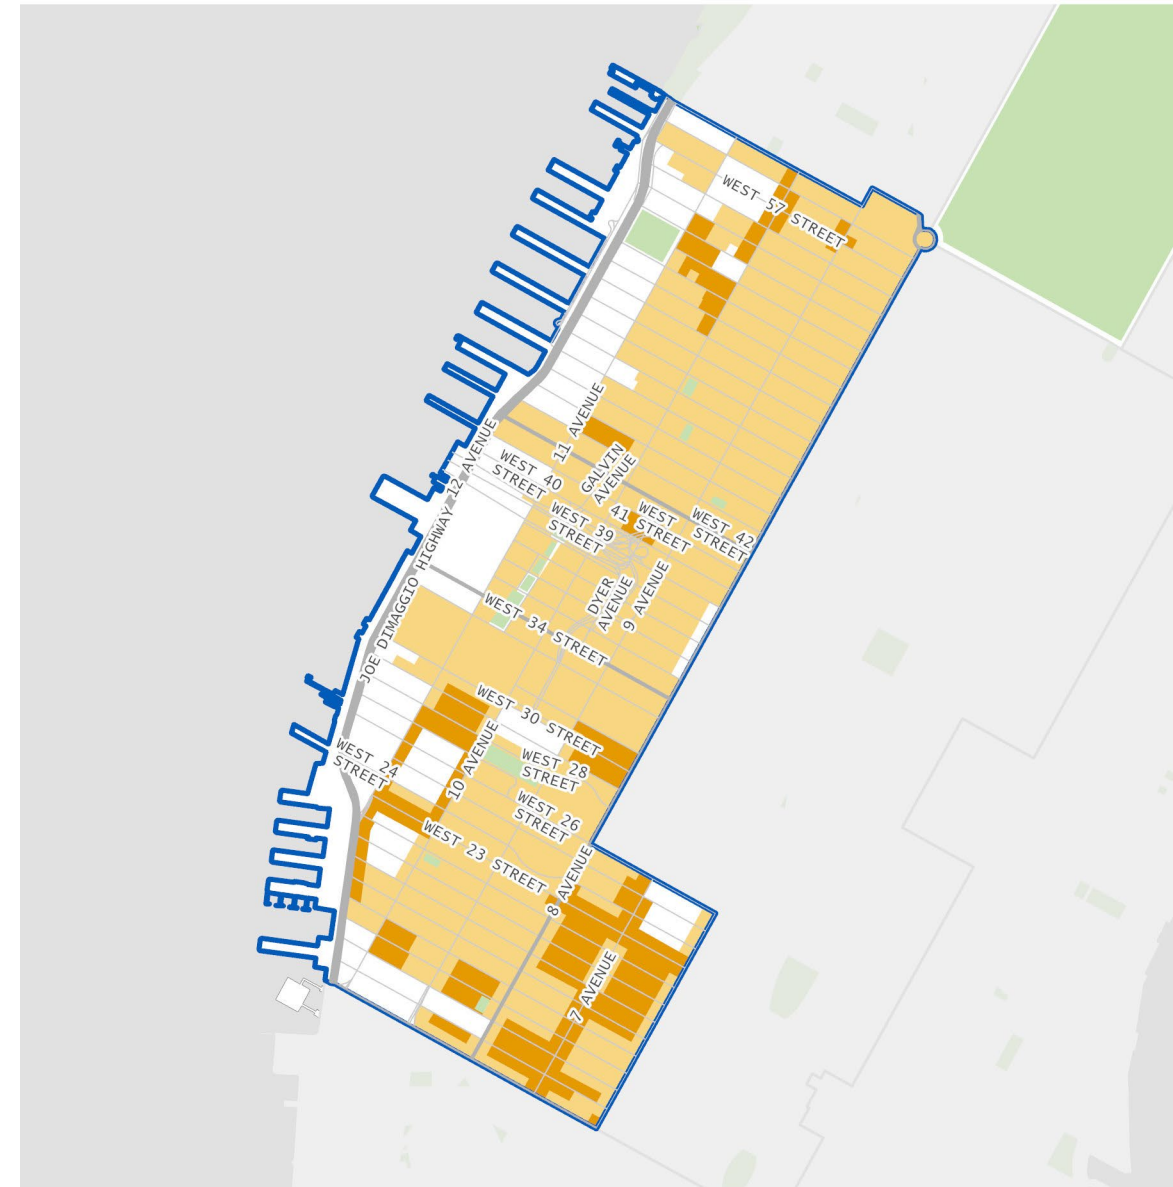 WEST 57 STREET
11 AVENUE
12 AVENUE
GALVIN
AVENUE
WEST 40
STREET
WEST 42
STREET
WEST
41 STREET
WEST 39
STREET
JOE DIMAGGIO HIGHWAY
DYER
AVENUE
9 AVENUE
WEST 34 STREET
WEST 30 STREET
10 AVENUE
WEST 24
STREET
WEST 28
STREET
WEST 26
STREET
WEST 23 STREET
8 AVENUE
7 AVENUE